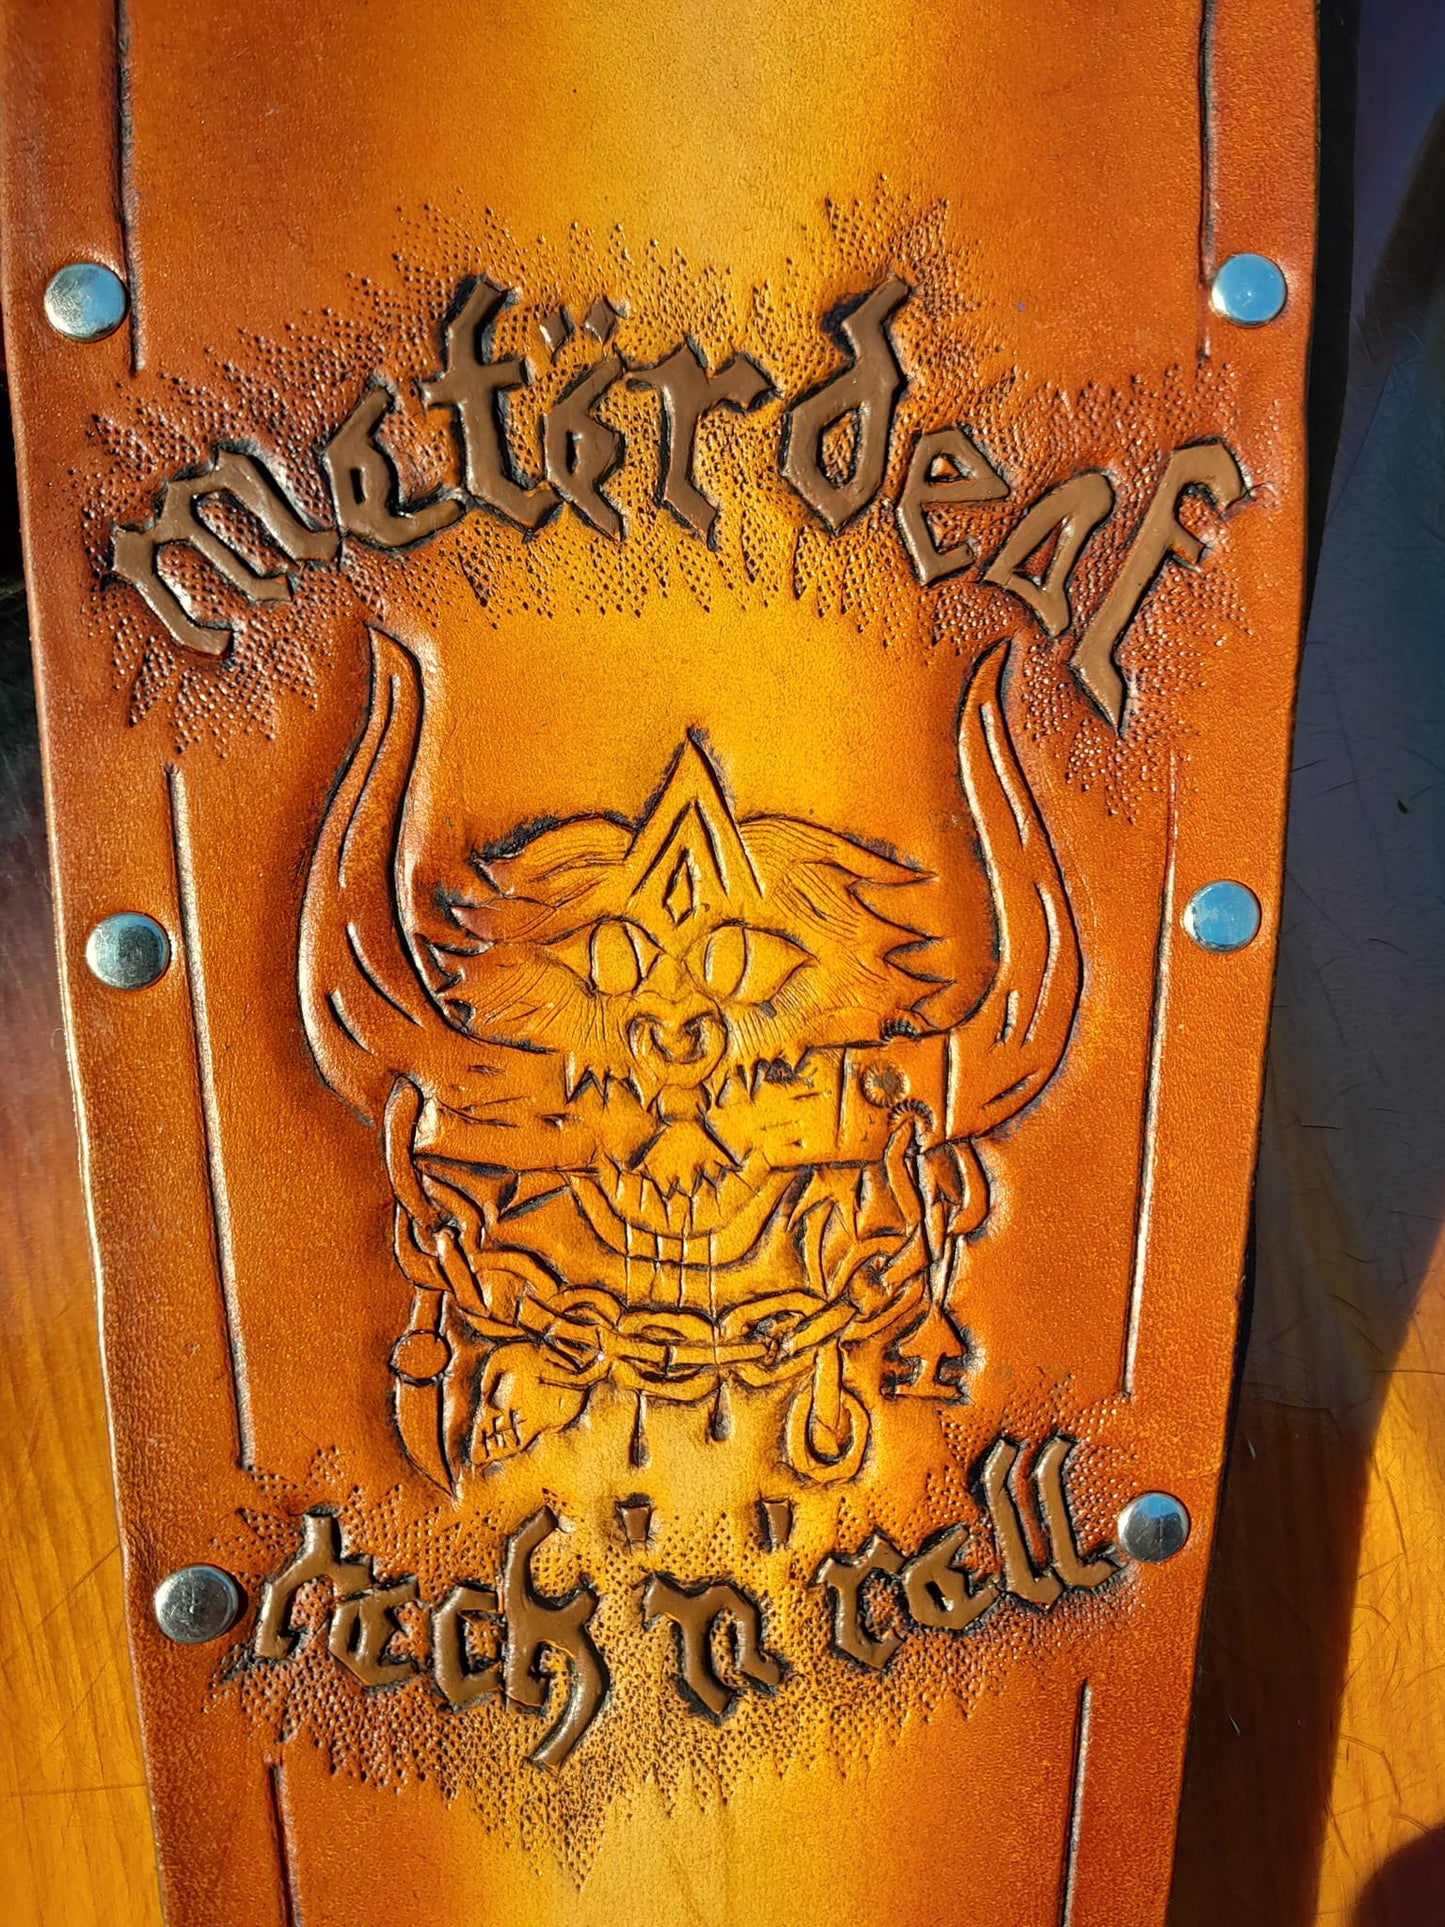 motördeaf
rock 'n' roll